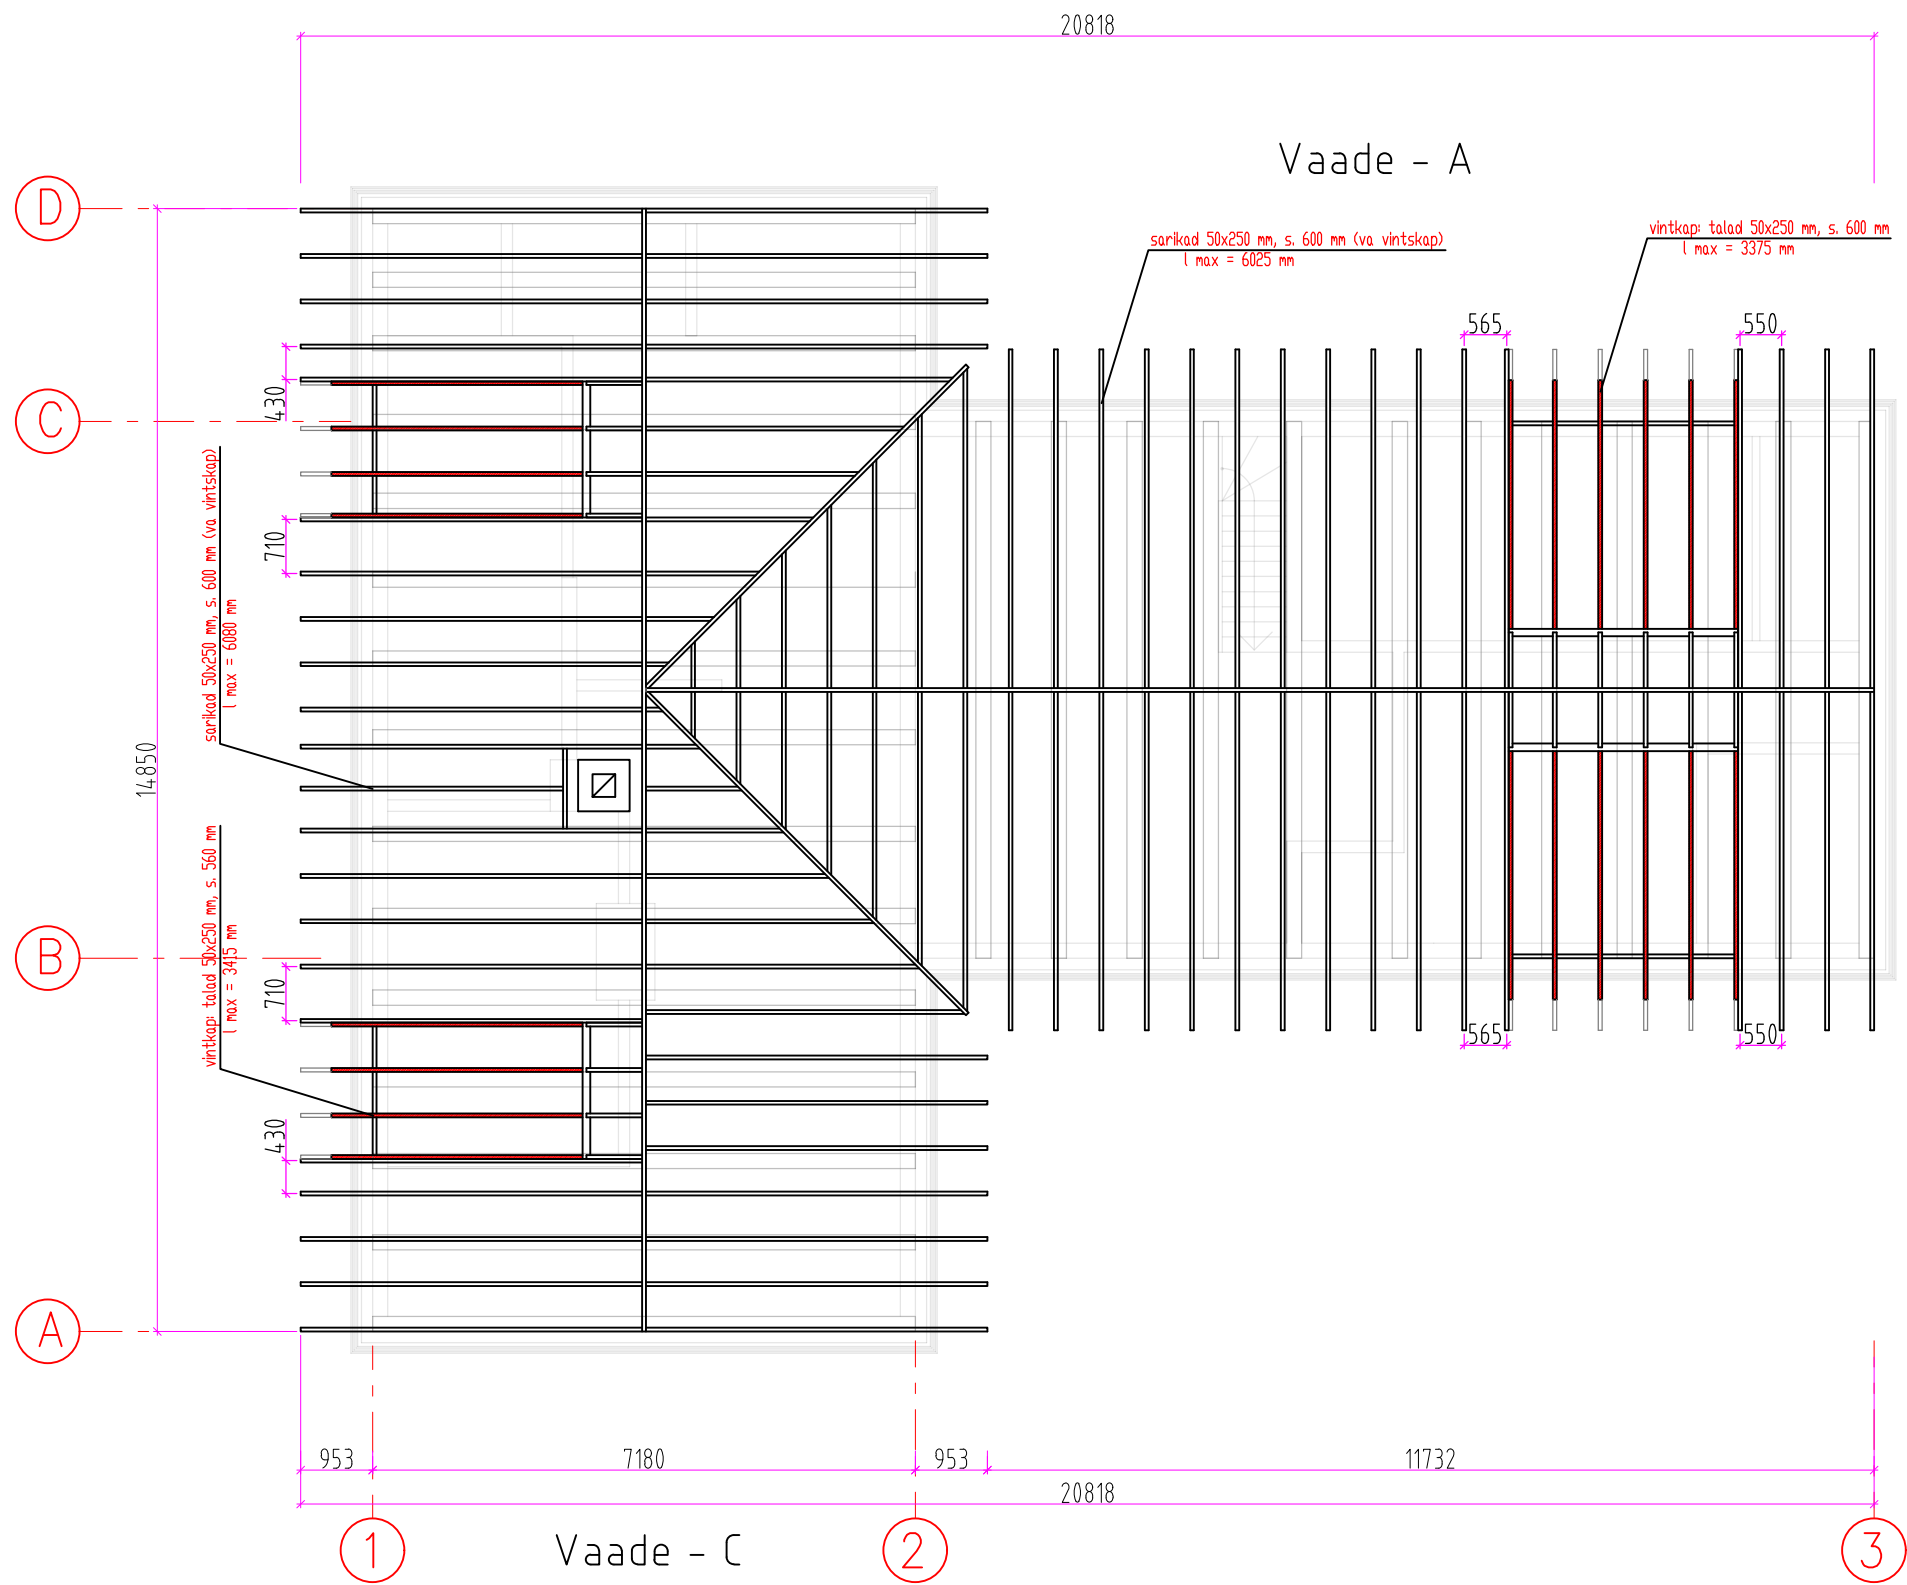 20818
Vaade - A
D
sarikad 50x250 mm, s. 600 mm (va vintskap)
l max = 6025 mm
vintkap: talad 50x250 mm, s. 600 mm
l max = 3375 mm
565
550
430
C
710
sarikad 50x250 mm, s. 600 mm (va vintskap)
l max = 6080 mm
14850
vintkap: talad 50x250 mm, s. 560 mm
l max = 3415 mm
B
710
565
550
430
A
953
7180
953
11732
20818
1
Vaade - C
2
3